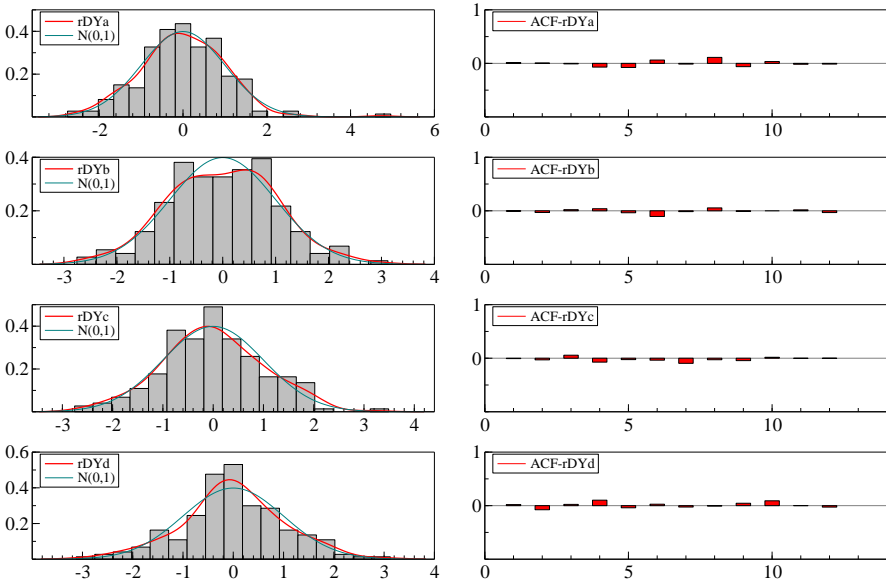 rDYa
N(0,1)
0.4
0.2
-2 0 2 4 6
ACF-rDYa
1
0
0 5 10
rDYb
N(0,1)
0.4
0.2
-3 -2 -1 0 1 2 3 4
ACF-rDYb
1
0
0 5 10
rDYc
N(0,1)
0.4
0.2
-3 -2 -1 0 1 2 3 4
ACF-rDYc
1
0
0 5 10
rDYd
N(0,1)
0.6
0.4
0.2
-3 -2 -1 0 1 2 3 4
ACF-rDYd
1
0
0 5 10